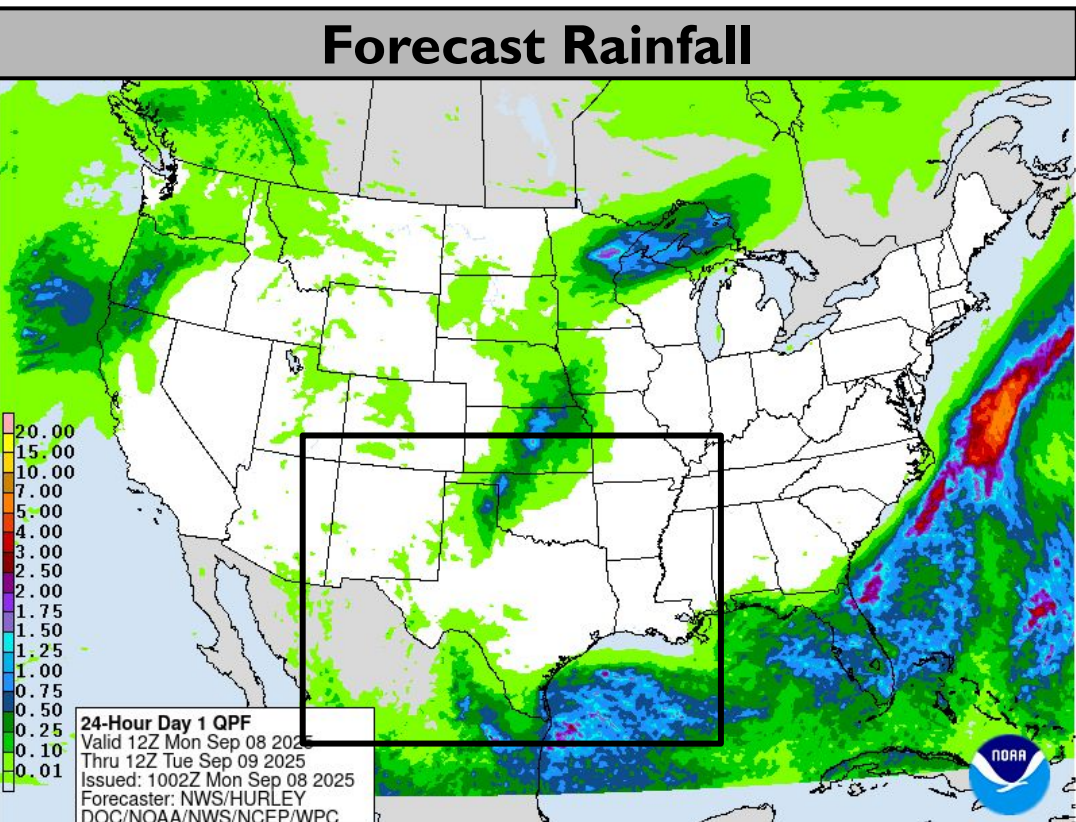 Forecast Rainfall
20.00
15.00
10.00
7.00
5.00
4.00
3.00
2.50
2.00
1.75
1.50
1.25
1.00
0.75
0.50
0.25
0.10
0.01
24-Hour Day 1 QPF
Valid 12Z Mon Sep 08 2025
Thru 12Z Tue Sep 09 2025
Issued: 1002Z Mon Sep 08 2025
Forecaster: NWS/HURLEY
DOC/NOAA/NWS/NCEP/WPC
NOAA